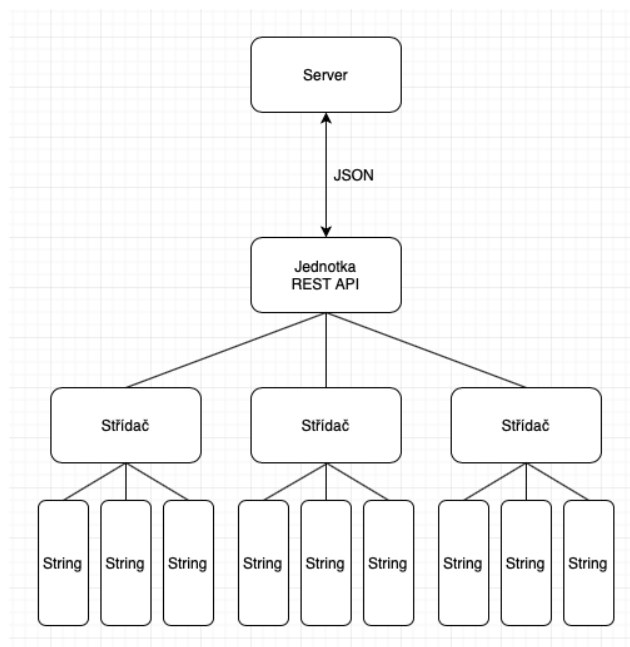 Server
JSON
Jednotka
REST API
Střídač
Střídač
Střídač
String
String
String
String
String
String
String
String
String